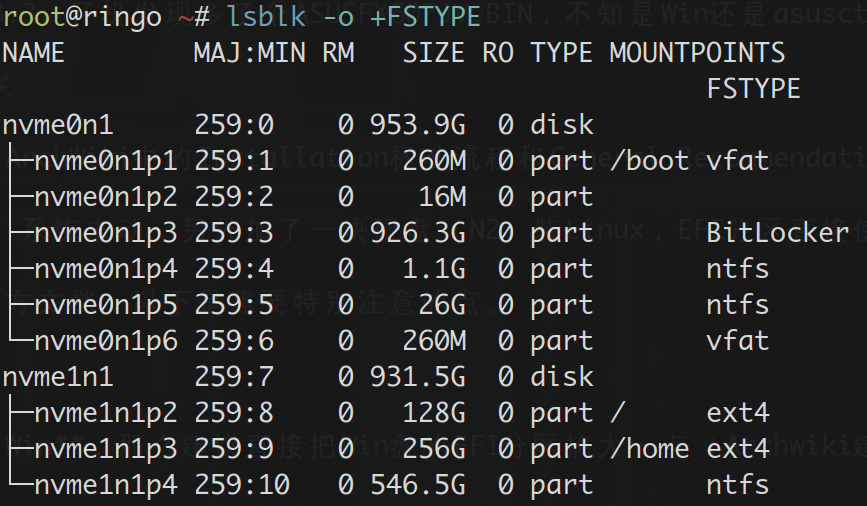 root@ringo ~# lsblk -o +FSTYPE
NAME        MAJ:MIN RM   SIZE RO TYPE MOUNTPOINTS
                                      FSTYPE
nvme0n1     259:0    0 953.9G  0 disk
├─nvme0n1p1 259:1    0   260M  0 part /boot vfat
├─nvme0n1p2 259:2    0    16M  0 part
├─nvme0n1p3 259:3    0 926.3G  0 part       BitLocker
├─nvme0n1p4 259:4    0   1.1G  0 part       ntfs
├─nvme0n1p5 259:5    0    26G  0 part       ntfs
└─nvme0n1p6 259:6    0   260M  0 part       vfat
nvme1n1     259:7    0 931.5G  0 disk
├─nvme1n1p2 259:8    0   128G  0 part /     ext4
├─nvme1n1p3 259:9    0   256G  0 part /home ext4
└─nvme1n1p4 259:10   0 546.5G  0 part       ntfs